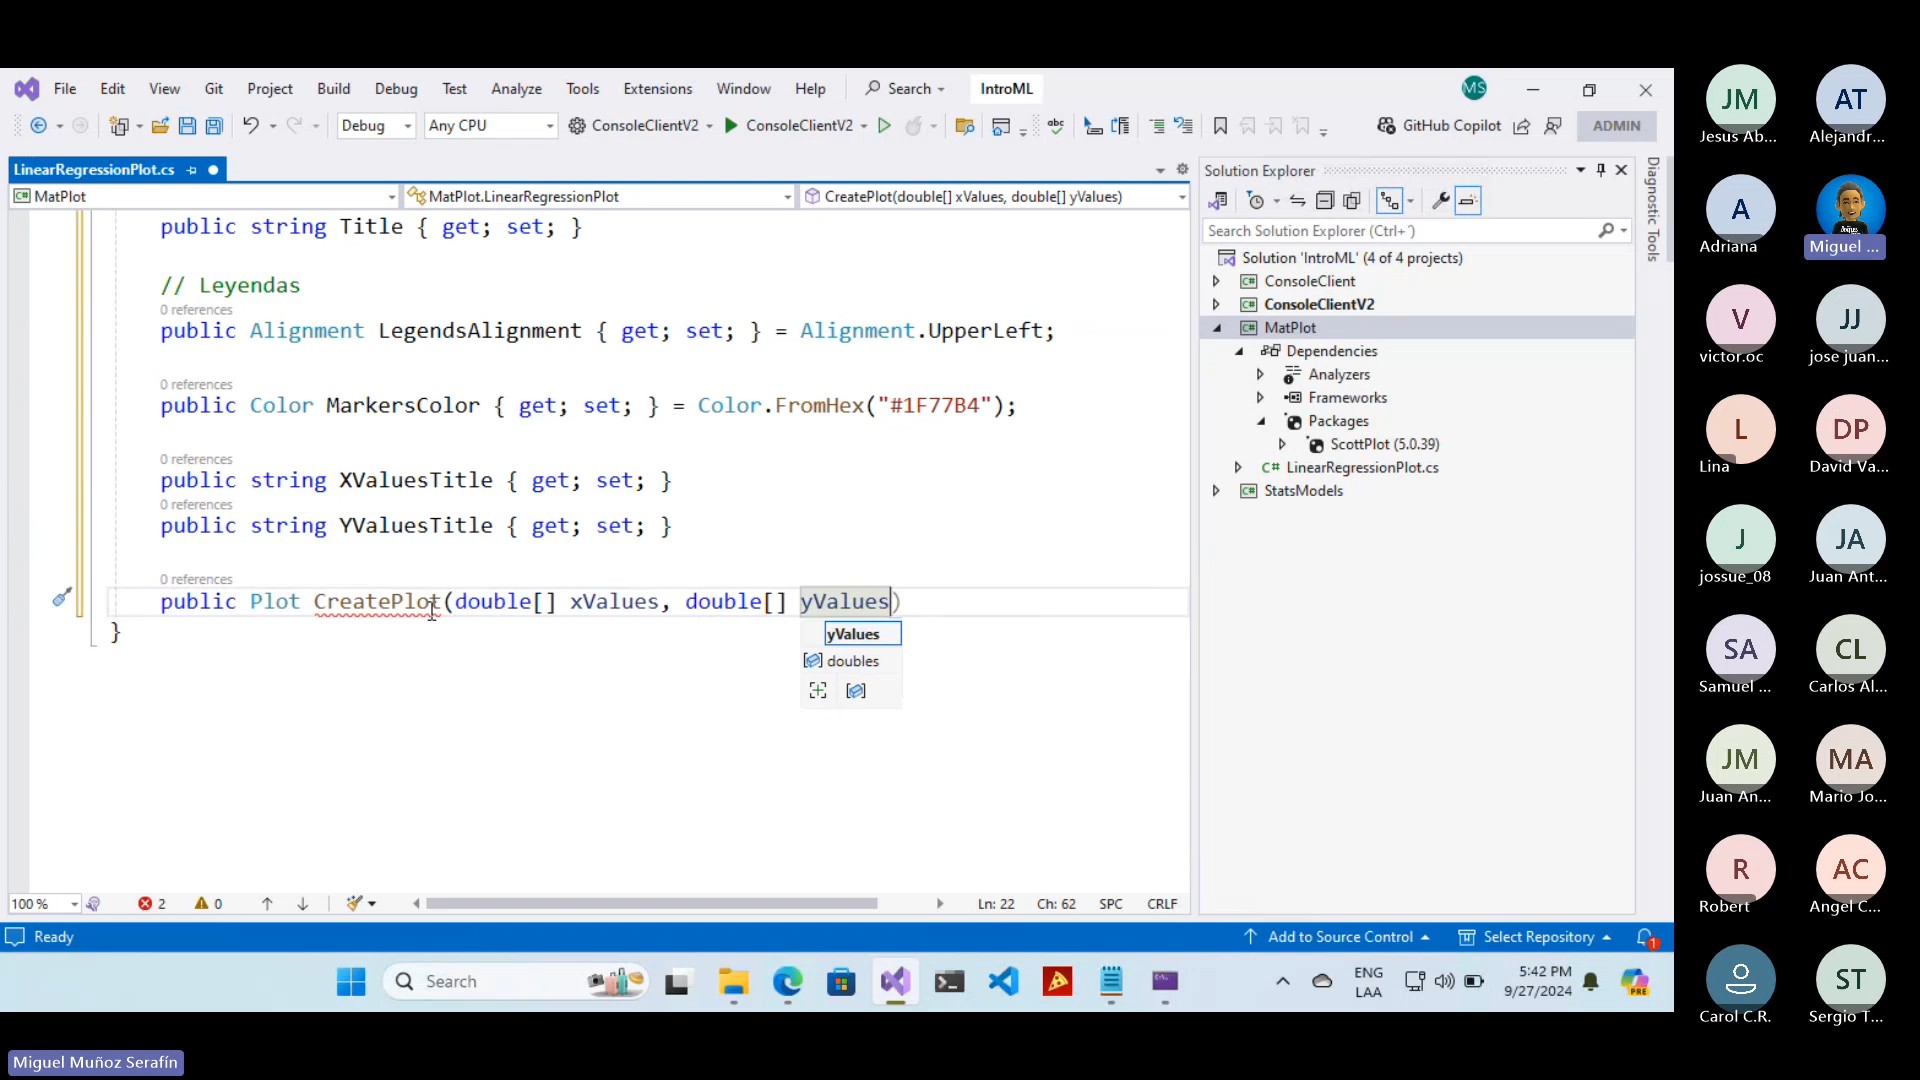 File Edit View Git Project Build Debug Test Analyze Tools Extensions Window Help Search IntroML MS
Debug Any CPU ConsoleClientV2 ConsoleClientV2 GitHub Copilot ADMIN
LinearRegressionPlot.cs
MatPlot MatPlot.LinearRegressionPlot CreatePlot(double[] xValues, double[] yValues)
public string Title { get; set; }
// Leyendas
0 references
public Alignment LegendsAlignment { get; set; } = Alignment.UpperLeft;
0 references
public Color MarkersColor { get; set; } = Color.FromHex("#1F77B4");
0 references
public string XValuesTitle { get; set; }
0 references
public string YValuesTitle { get; set; }
0 references
public Plot CreatePlot(double[] xValues, double[] yValues)
}
yValues
doubles
100 % 2 0 Ln: 22 Ch: 62 SPC CRLF
Solution Explorer
Search Solution Explorer (Ctrl+´)
Solution 'IntroML' (4 of 4 projects)
ConsoleClient
ConsoleClientV2
MatPlot
Dependencies
Analyzers
Frameworks
Packages
ScottPlot (5.0.39)
LinearRegressionPlot.cs
StatsModels
Diagnostic Tools
Ready Add to Source Control Select Repository 1
Search ENG LAA 5:42 PM 9/27/2024 PRE
Miguel Muñoz Serafín
JM AT
Jesus Ab... Alejandr...
A
Adriana Miguel ...
V JJ
victor.oc jose juan...
L DP
Lina David Va...
J JA
jossue_08 Juan Ant...
SA CL
Samuel ... Carlos Al...
JM MA
Juan An... Mario Jo...
R AC
Robert Angel C...
ST
Carol C.R. Sergio T...